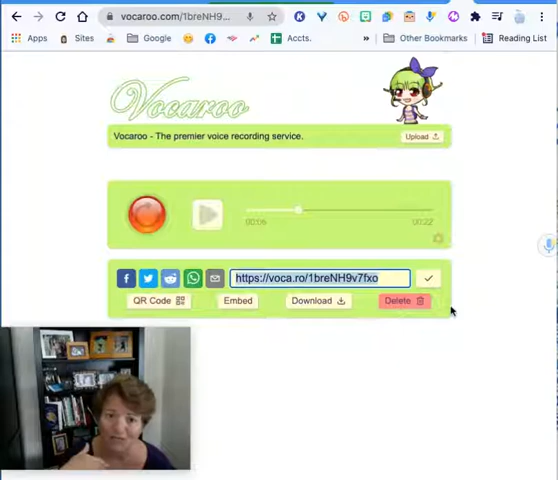 vocaroo.com/1breNH9...
Apps Sites Google Accts. » Other Bookmarks Reading List
Vocaroo
Vocaroo - The premier voice recording service. Upload
00:06 00:22
https://voca.ro/1breNH9v7fxo
QR Code Embed Download Delete